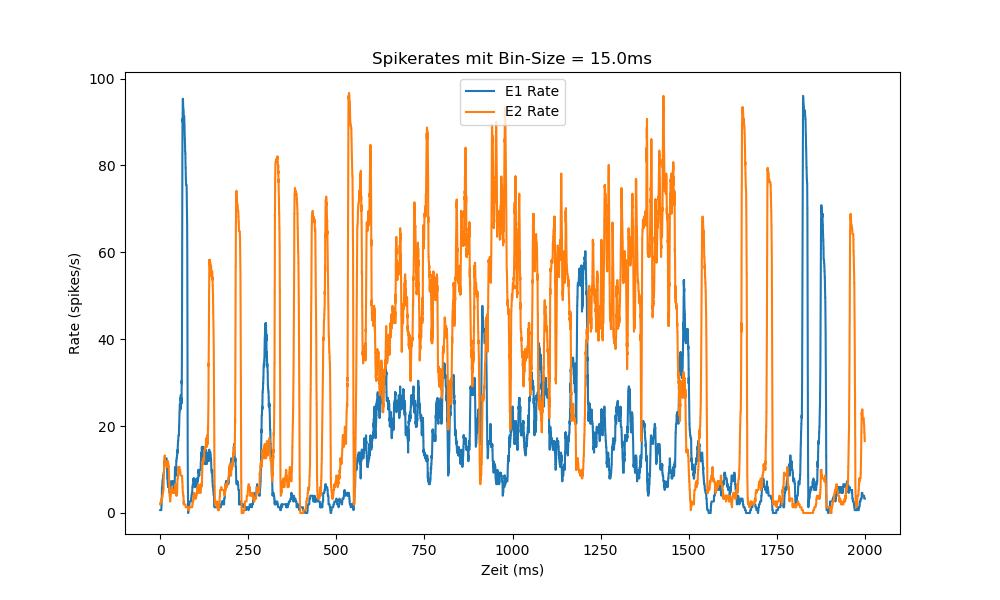 Spikerates mit Bin-Size = 15.0ms
E1 Rate
E2 Rate
100
80
60
40
20
0
Rate (spikes/s)
0 250 500 750 1000 1250 1500 1750 2000
Zeit (ms)